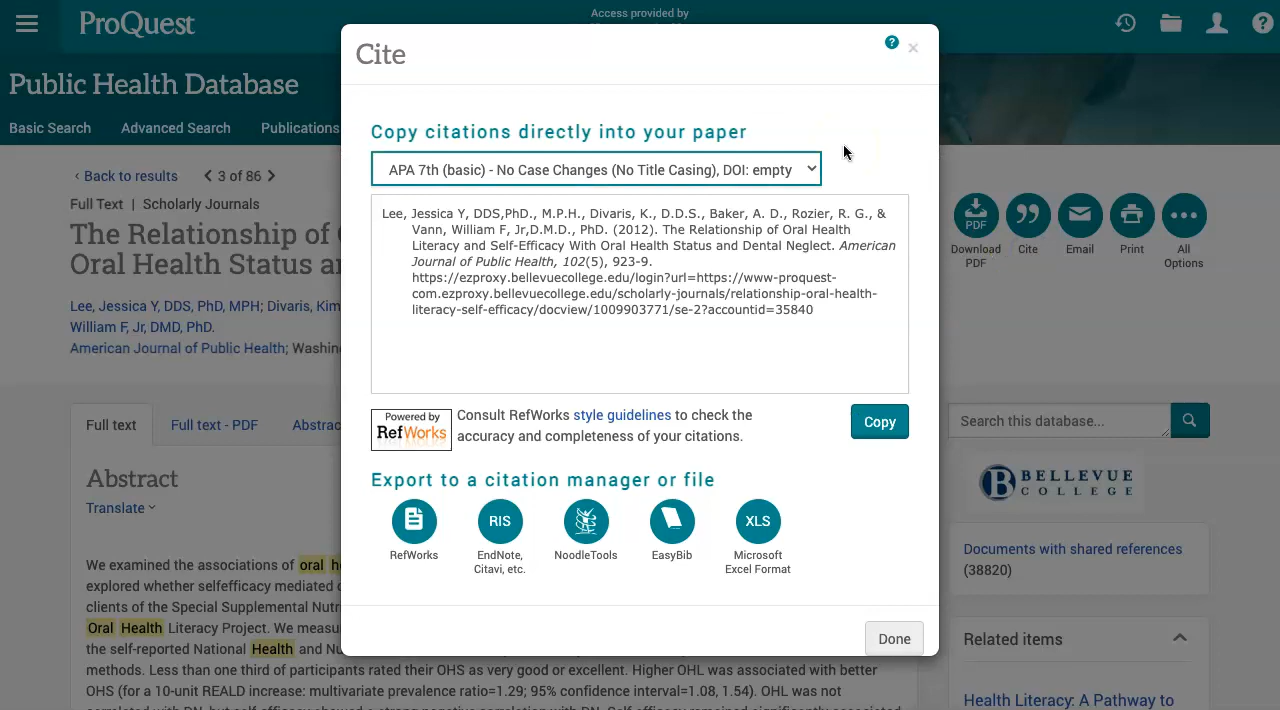 ProQuest
Access provided by
Public Health Database
Basic Search
Advanced Search
Publications
‹ Back to results
3 of 86
Full Text | Scholarly Journals
The Relationship of
Oral Health Status
Lee, Jessica Y, DDS, PhD, MPH; Divaris, Kim
William F, Jr, DMD, PhD.
American Journal of Public Health;
Full text
Full text - PDF
Abstract
Translate
We examined the associations of oral
explored whether selfefficacy mediated
clients of the Special Supplemental
Oral Health Literacy Project. We
the self-reported National Health and
methods. Less than one third of participants rated their OHS as very good or excellent. Higher OHL was associated with better
OHS (for a 10-unit REALD increase: multivariate prevalence ratio=1.29; 95% confidence interval=1.08, 1.54). OHL was not
Cite
?
×
Copy citations directly into your paper
APA 7th (basic) - No Case Changes (No Title Casing), DOI: empty
Lee, Jessica Y, DDS,PhD., M.P.H., Divaris, K., D.D.S., Baker, A. D., Rozier, R. G., &
Vann, William F, Jr,D.M.D., PhD. (2012). The Relationship of Oral Health
Literacy and Self-Efficacy With Oral Health Status and Dental Neglect. American
Journal of Public Health, 102(5), 923-9.
https://ezproxy.bellevuecollege.edu/login?url=https://www-proquest-
com.ezproxy.bellevuecollege.edu/scholarly-journals/relationship-oral-health-
literacy-self-efficacy/docview/1009903771/se-2?accountid=35840
Powered by
RefWorks
Consult RefWorks style guidelines to check the
accuracy and completeness of your citations.
Copy
Export to a citation manager or file
RIS
XLS
RefWorks
EndNote,
Citavi, etc.
NoodleTools
EasyBib
Microsoft
Excel Format
Done
?
PDF
Download
PDF
Cite
Email
Print
All
Options
Search this database...
BELLEVUE
COLLEGE
Documents with shared references
(38820)
Related items
Health Literacy: A Pathway to